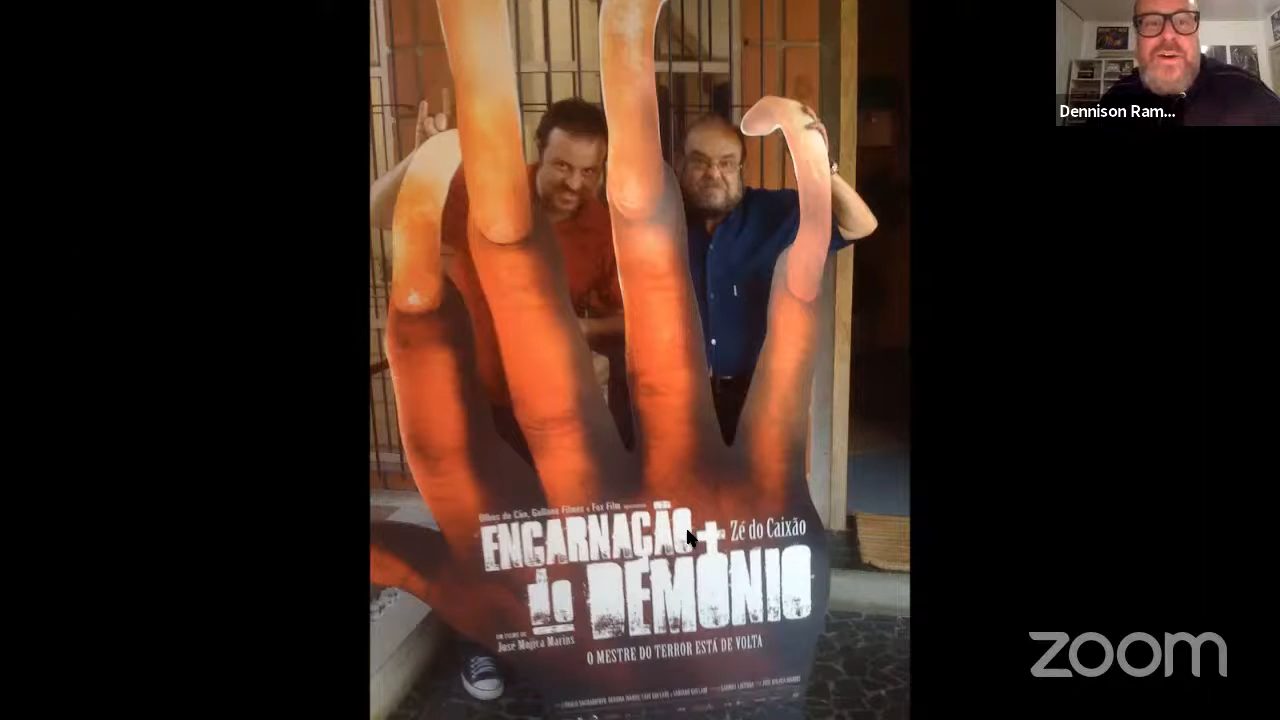 Dennison Ram...
Olhos de Cão, Gullane Filmes e Fox Film apresentam
ENCARNAÇÃO
Zé do Caixão
do DEMÔNIO
UM FILME DE
José Mojica Marins
O MESTRE DO TERROR ESTÁ DE VOLTA
zoom